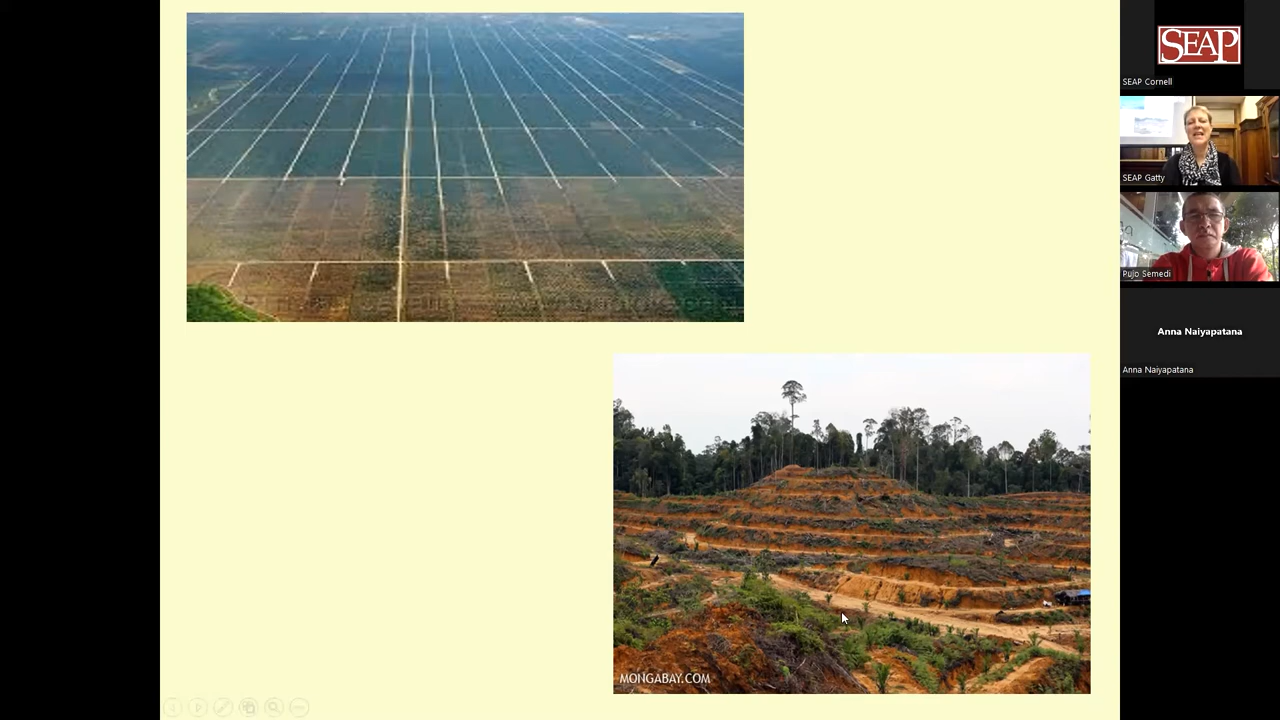 SEAP
SEAP Cornell
SEAP Gatty
Pujo Semedi
Anna Naiyapatana
Anna Naiyapatana
MONGABAY.COM